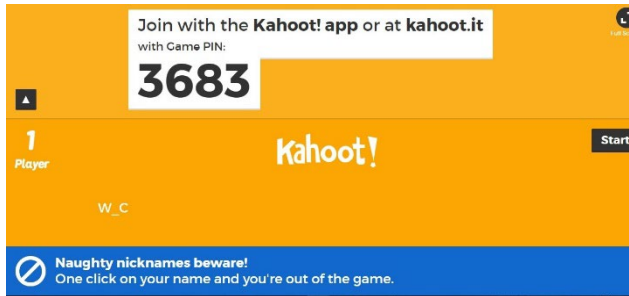 Join with the Kahoot! app or at kahoot.it
with Game PIN:
3683
1
Player
Kahoot!
Start
W_C
Naughty nicknames beware!
One click on your name and you're out of the game.